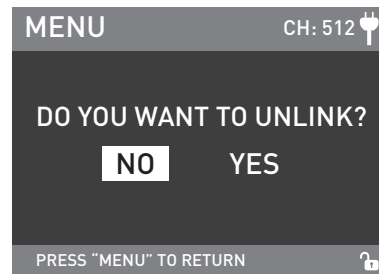 MENU CH: 512
DO YOU WANT TO UNLINK?
NO YES
PRESS “MENU” TO RETURN